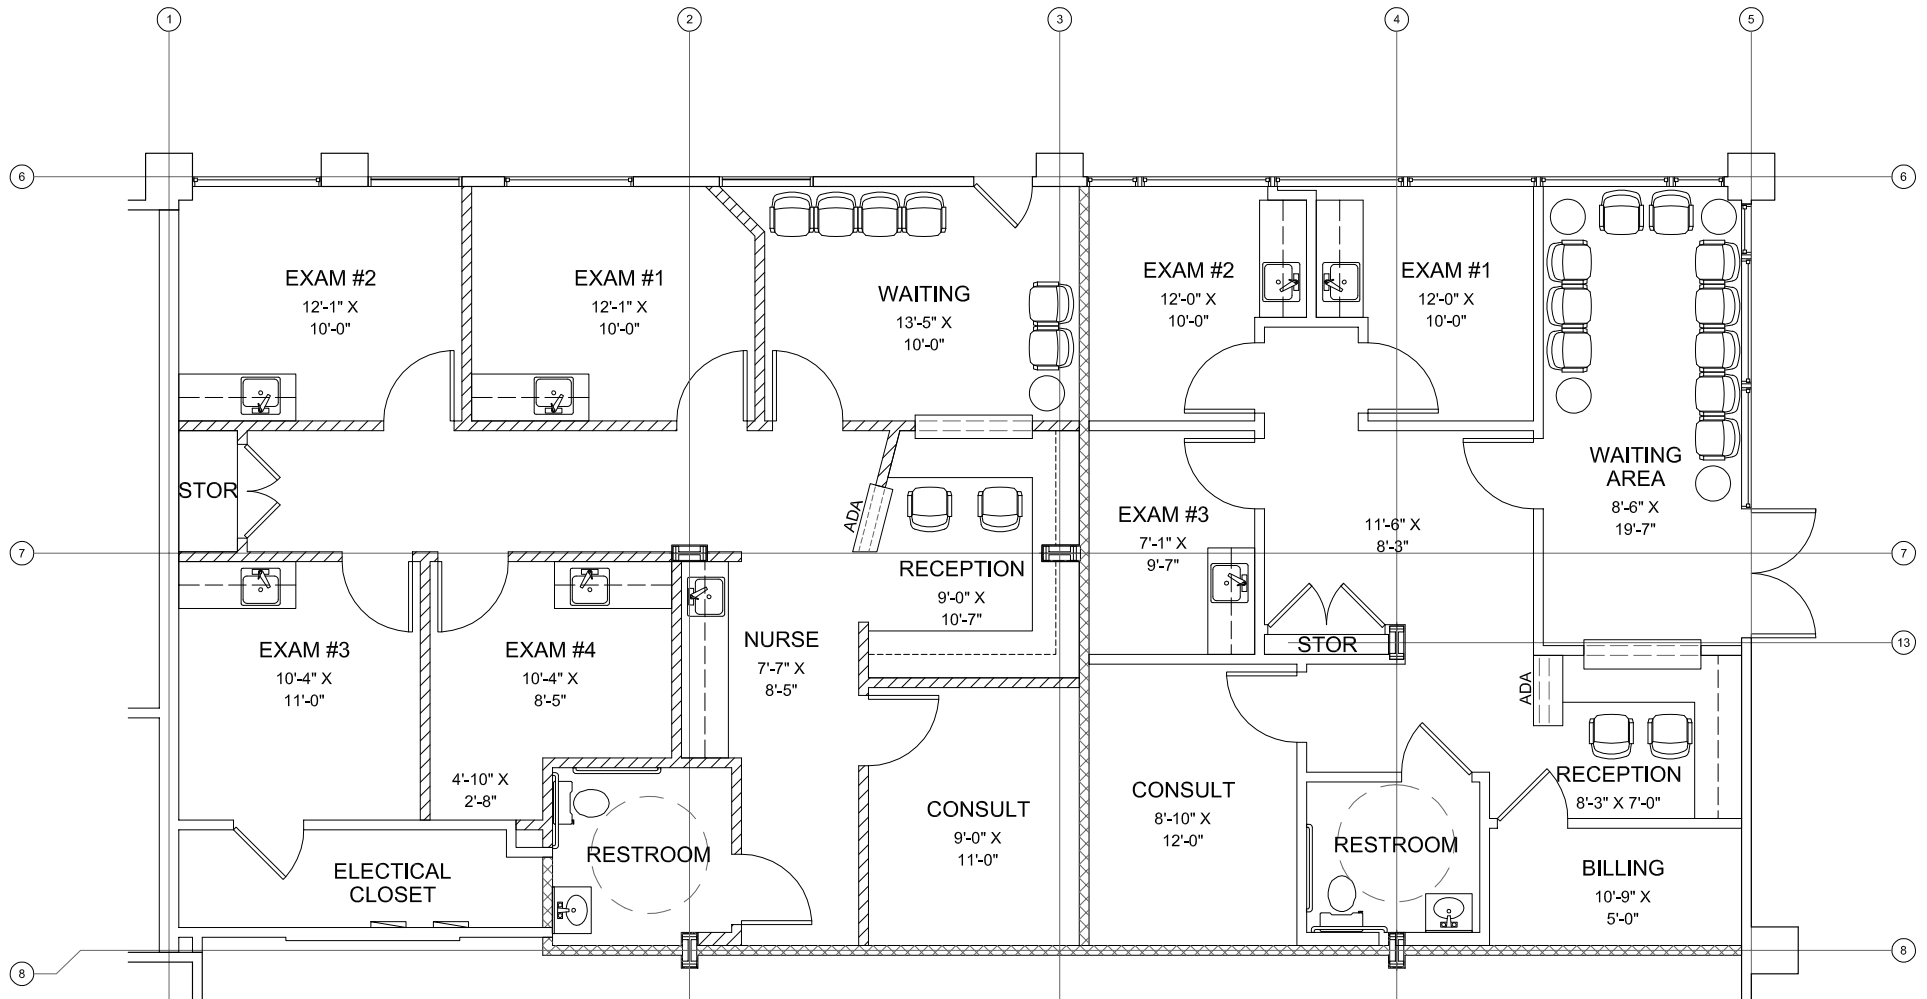 1
2
3
4
5
6
6
EXAM #2
12'-1" X
10'-0"
EXAM #1
12'-1" X
10'-0"
WAITING
13'-5" X
10'-0"
EXAM #2
12'-0" X
10'-0"
EXAM #1
12'-0" X
10'-0"
WAITING
AREA
8'-6" X
19'-7"
STOR
ADA
EXAM #3
7'-1" X
9'-7"
11'-6" X
8'-3"
7
7
RECEPTION
9'-0" X
10'-7"
EXAM #3
10'-4" X
11'-0"
EXAM #4
10'-4" X
8'-5"
NURSE
7'-7" X
8'-5"
STOR
13
ADA
4'-10" X
2'-8"
CONSULT
9'-0" X
11'-0"
CONSULT
8'-10" X
12'-0"
RECEPTION
8'-3" X 7'-0"
RESTROOM
RESTROOM
ELECTICAL
CLOSET
BILLING
10'-9" X
5'-0"
8
8